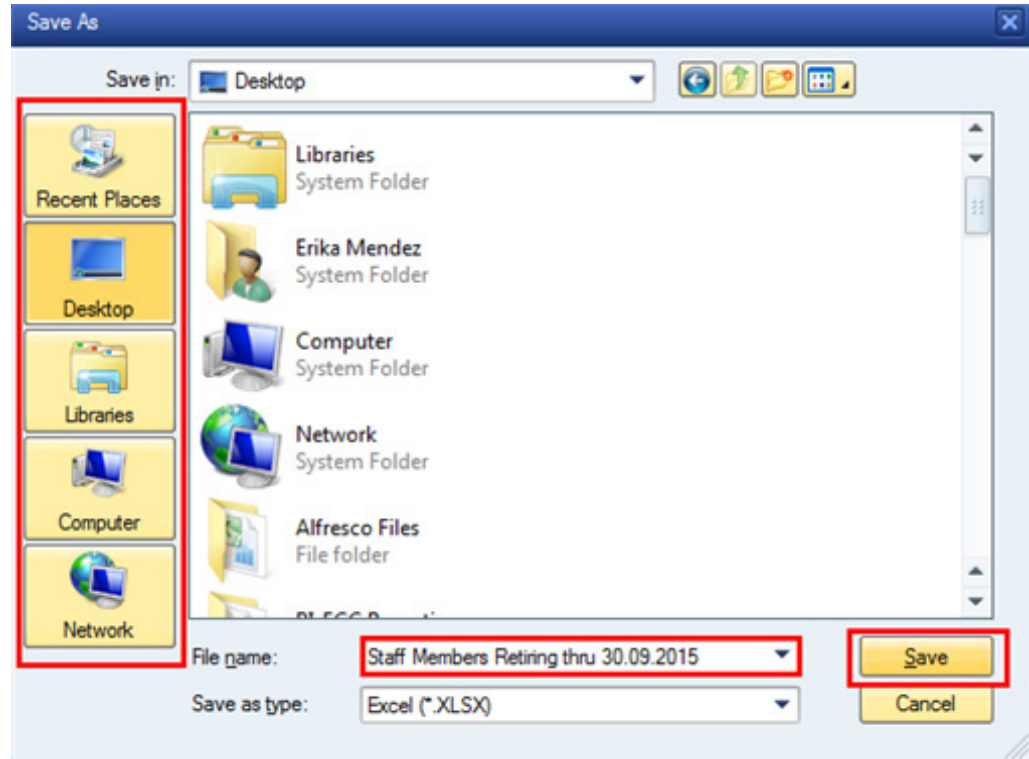 Save As
Save in:
Desktop
Recent Places
Desktop
Libraries
Computer
Network
Libraries
System Folder
Erika Mendez
System Folder
Computer
System Folder
Network
System Folder
Alfresco Files
File folder
File name:
Staff Members Retiring thru 30.09.2015
Save
Save as type:
Excel (*.XLSX)
Cancel